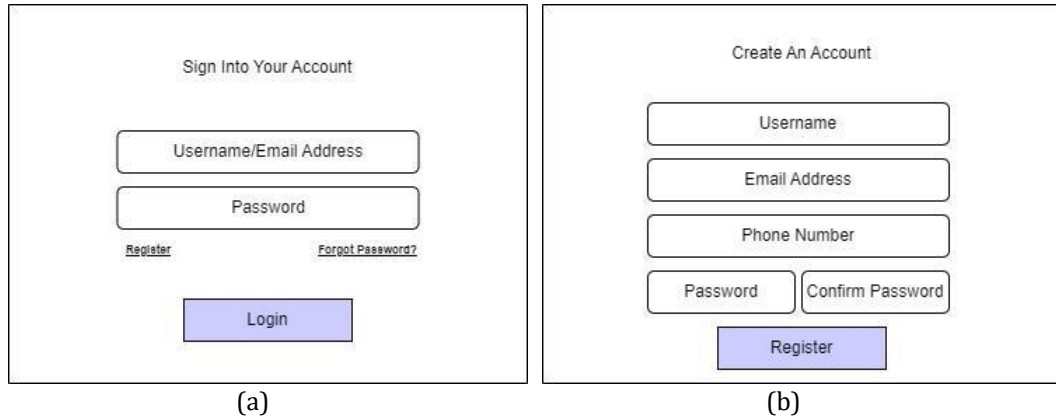 Sign Into Your Account
Username/Email Address
Password
Register Forgot Password?
Login
(a)
Create An Account
Username
Email Address
Phone Number
Password Confirm Password
Register
(b)